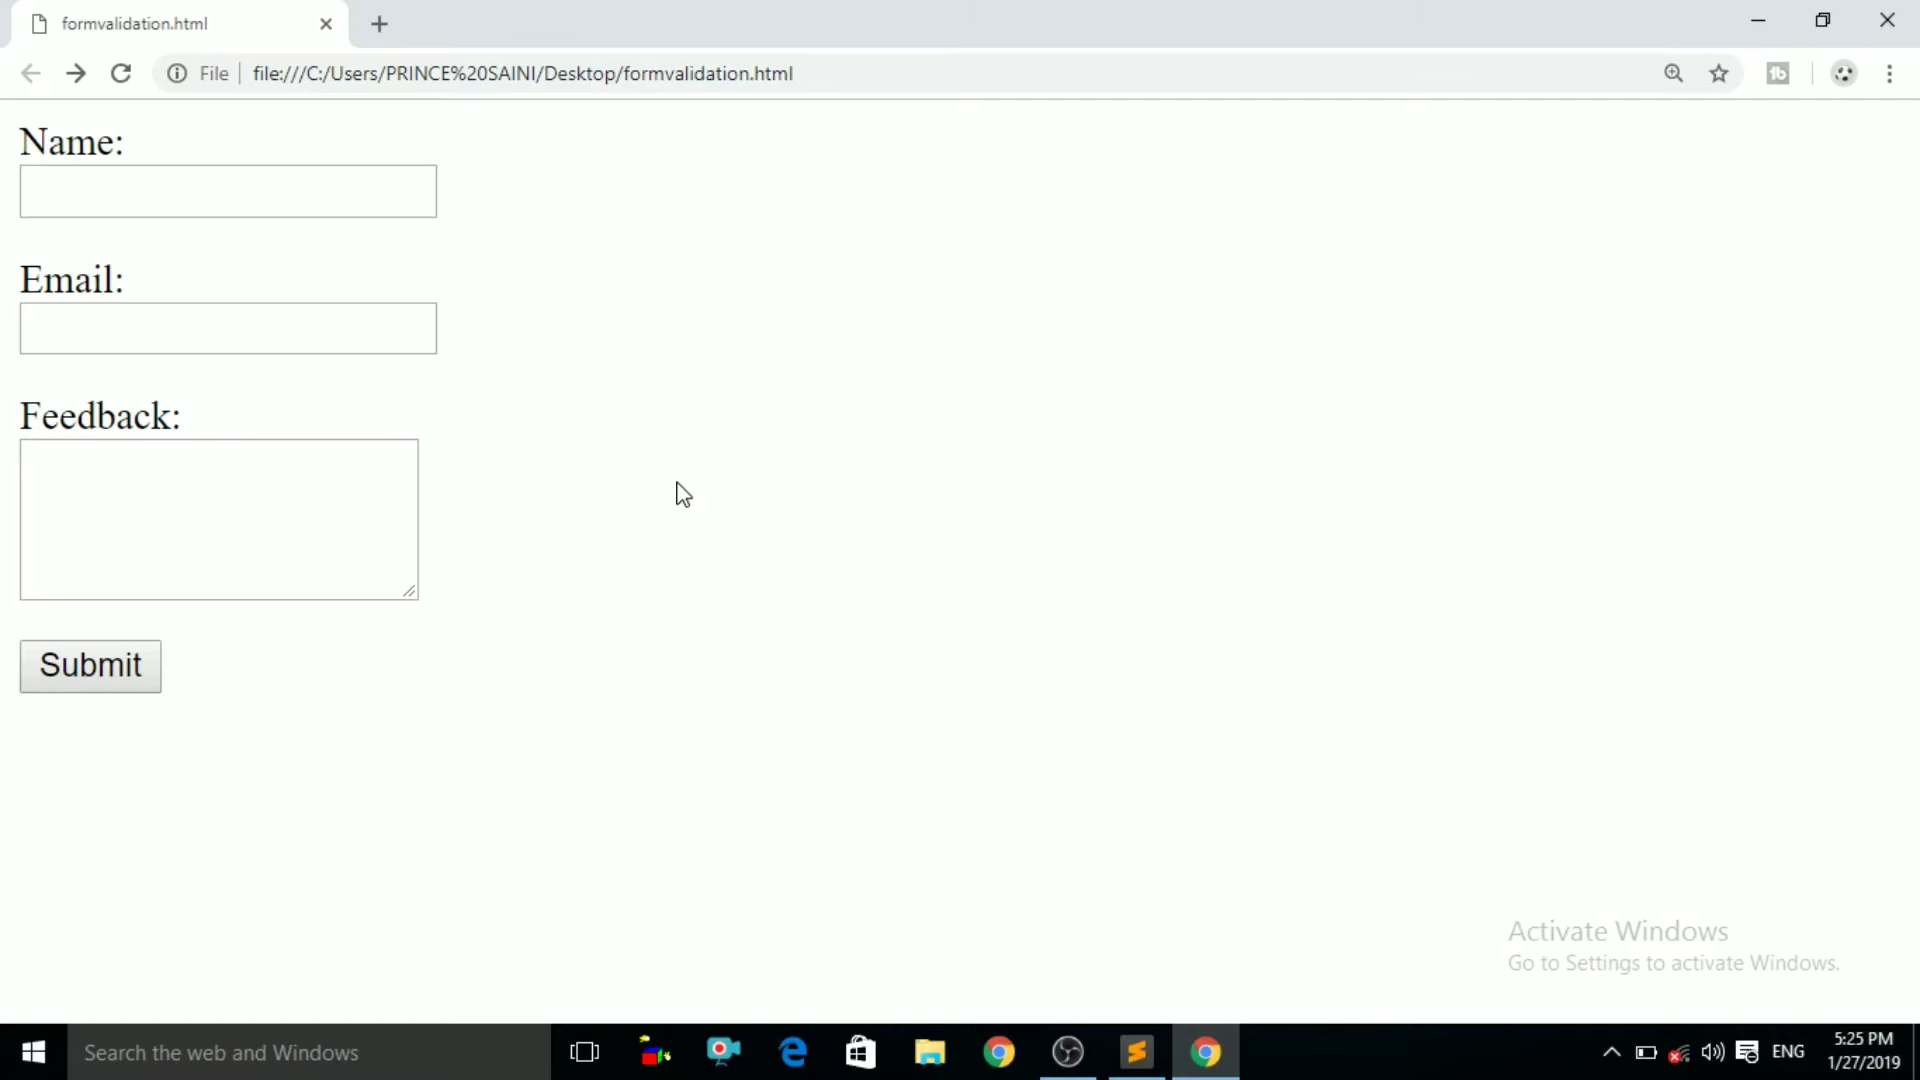 formvalidation.html
File
file:///C:/Users/PRINCE%20SAINI/Desktop/formvalidation.html
Name:
Email:
Feedback:
Submit
Activate Windows
Go to Settings to activate Windows.
Search the web and Windows
ENG
5:25 PM
1/27/2019